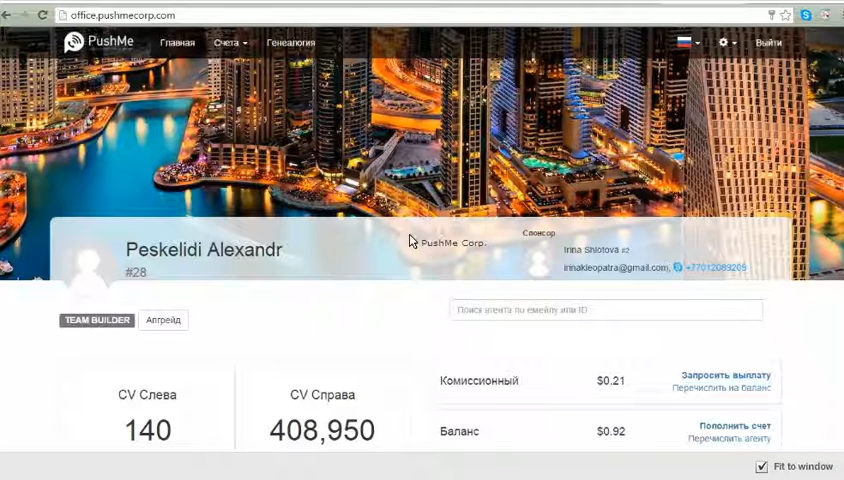 office.pushmecorp.com
PushMe Главная Счета Генеалогия Выйти
Спонсор
Peskelidi Alexandr
PushMe Corp.
Irina Shlotova #2
#28
irinakleopatra@gmail.com, +77012089205
TEAM BUILDER Апгрейд
Поиск агента по емейлу или ID
CV Слева CV Справа
140 408,950
Комиссионный $0.21 Запросить выплату
Перечислить на баланс
Баланс $0.92 Пополнить счет
Перечислить агенту
Fit to window